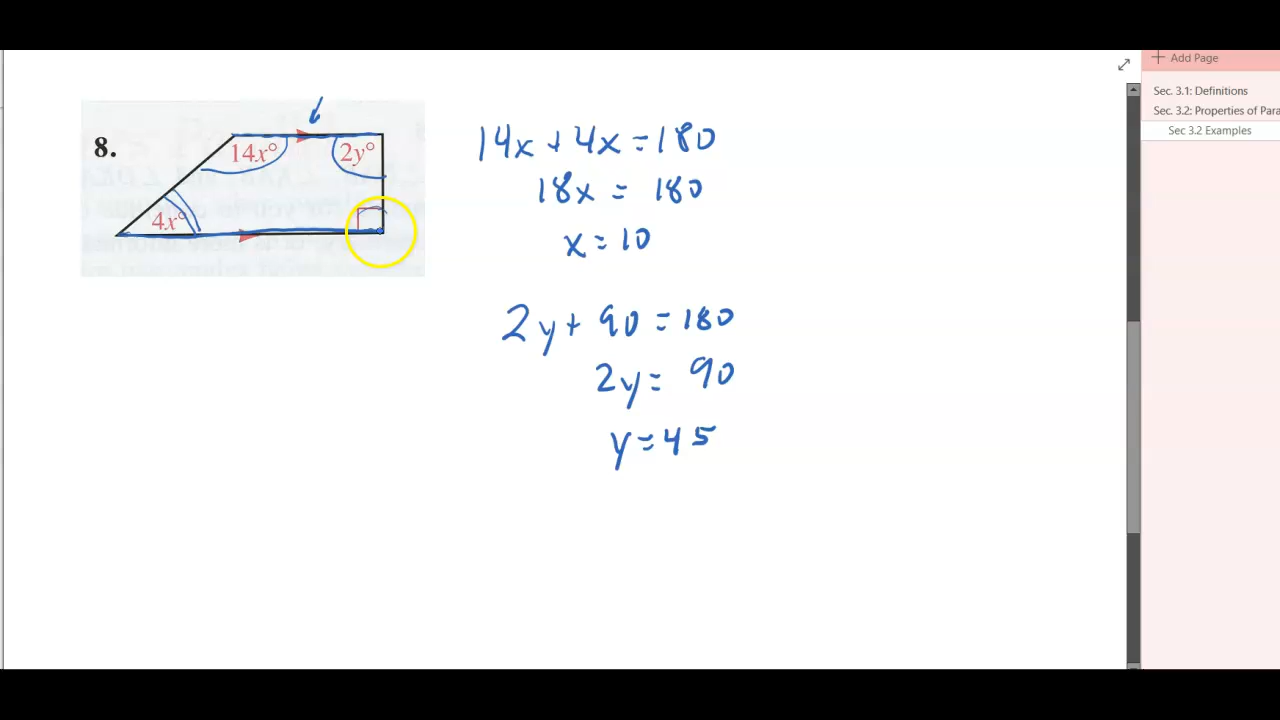 Add Page
Sec. 3.1: Definitions
Sec. 3.2: Properties of Para
Sec 3.2 Examples
8.
14x°
2y°
4x°
14x + 4x = 180
18x = 180
x = 10
2y + 90 = 180
2y = 90
y = 45